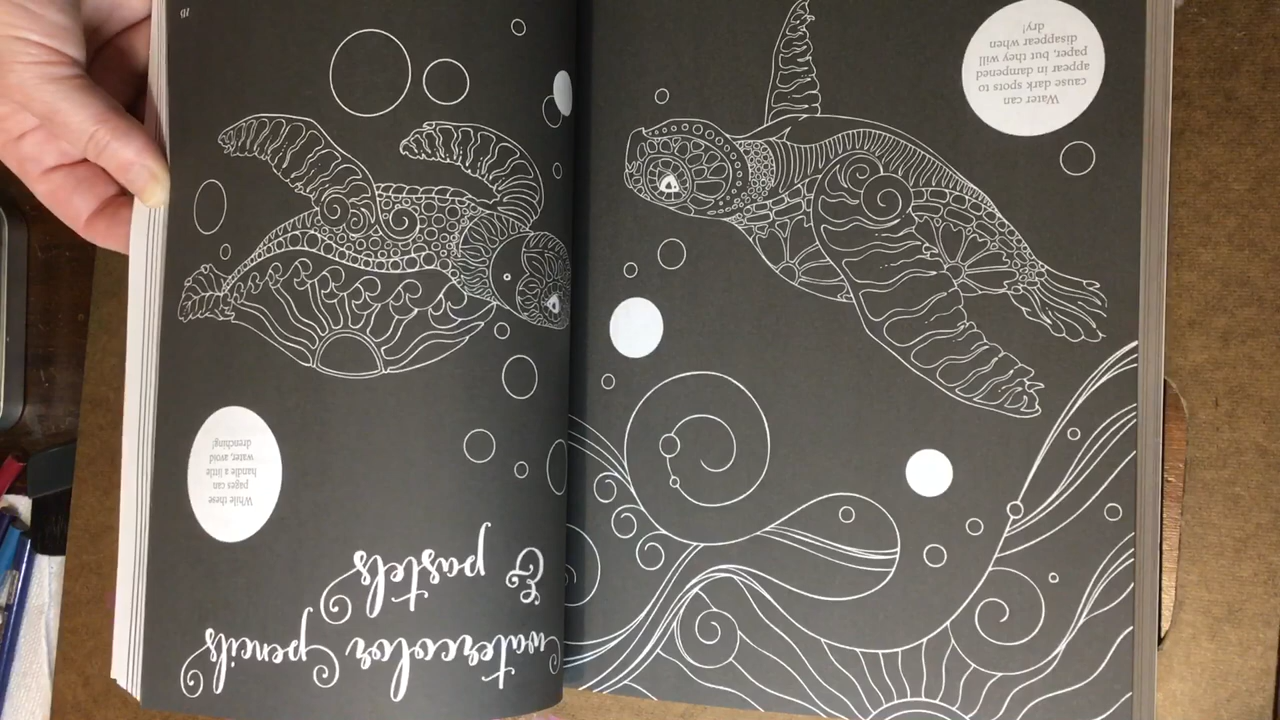 watercolor pencils
& pastels
While these
pages can
handle a little
water, avoid
drenching!
Water can
cause dark spots to
appear in dampened
paper, but they will
disappear when
dry!